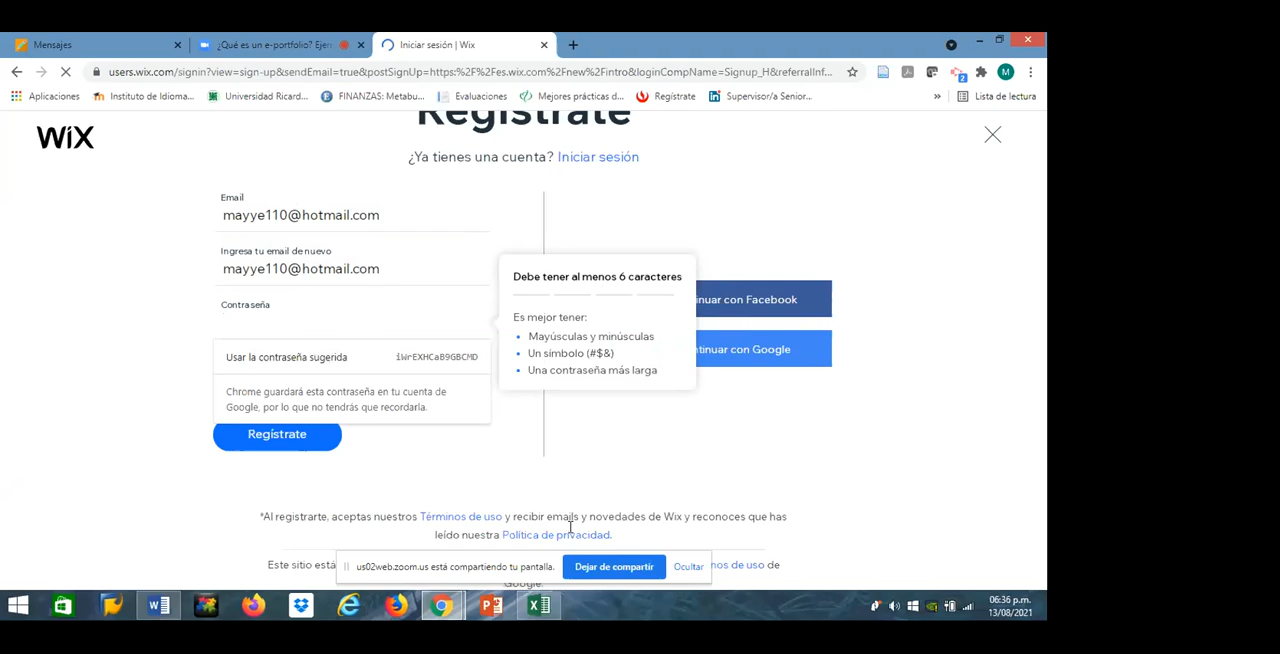 Mensajes
¿Qué es un e-portfolio? Ejem
Iniciar sesión | Wix
users.wix.com/signin?view=sign-up&sendEmail=true&postSignUp=https:%2F%2Fes.wix.com%2Fnew%2Fintro&loginCompName=Signup_H&referralInf...
M
Aplicaciones
Instituto de Idioma...
Universidad Ricard...
FINANZAS: Metabu...
Evaluaciones
Mejores prácticas d...
Regístrate
Supervisor/a Senior...
»
Lista de lectura
WiX
Regístrate
¿Ya tienes una cuenta? Iniciar sesión
Email
mayye110@hotmail.com
Ingresa tu email de nuevo
mayye110@hotmail.com
Contraseña
Debe tener al menos 6 caracteres
Es mejor tener:
• Mayúsculas y minúsculas
• Un símbolo (#$&)
• Una contraseña más larga
nuar con Facebook
ntinuar con Google
Usar la contraseña sugerida iWrEXHCaB9GBCMD
Chrome guardará esta contraseña en tu cuenta de
Google, por lo que no tendrás que recordarla.
Regístrate
*Al registrarte, aceptas nuestros Términos de uso y recibir emails y novedades de Wix y reconoces que has
leído nuestra Política de privacidad.
Este sitio está
nos de uso de
Google.
us02web.zoom.us está compartiendo tu pantalla.
Dejar de compartir
Ocultar
06:36 p.m.
13/08/2021